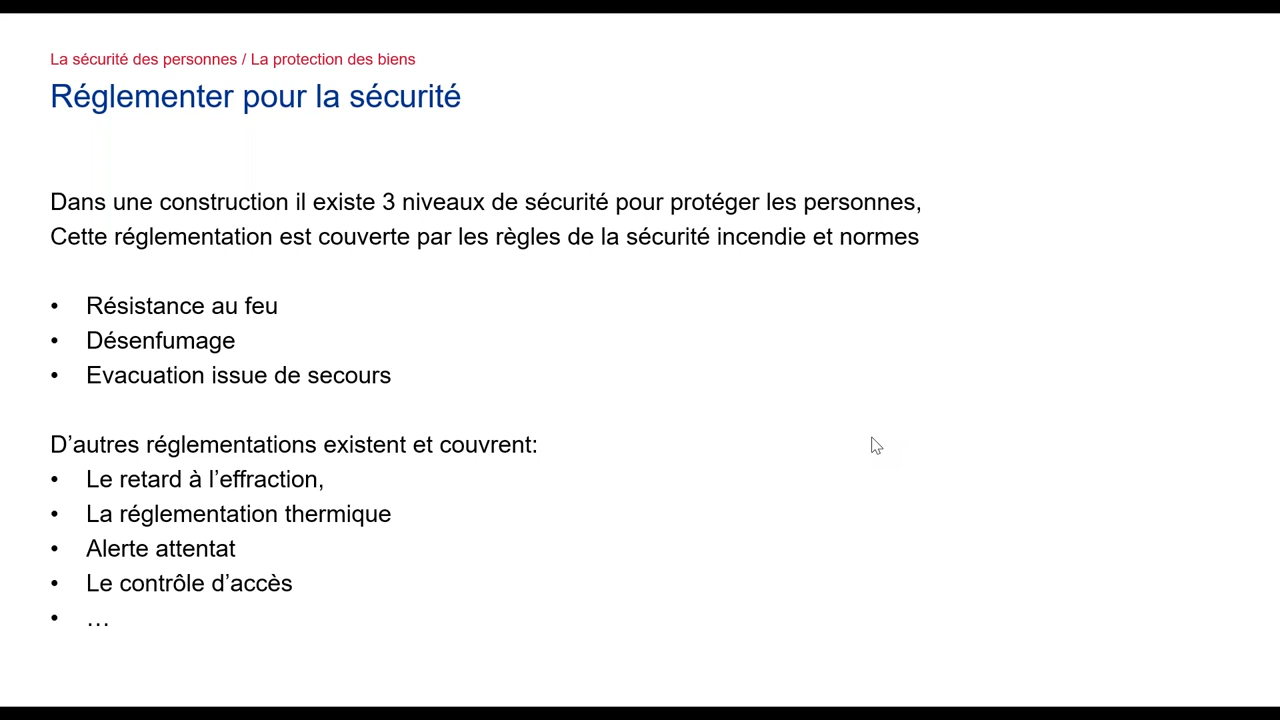 La sécurité des personnes / La protection des biens
Réglementer pour la sécurité
Dans une construction il existe 3 niveaux de sécurité pour protéger les personnes,
Cette réglementation est couverte par les règles de la sécurité incendie et normes
• Résistance au feu
• Désenfumage
• Evacuation issue de secours
D’autres réglementations existent et couvrent:
• Le retard à l’effraction,
• La réglementation thermique
• Alerte attentat
• Le contrôle d’accès
• …